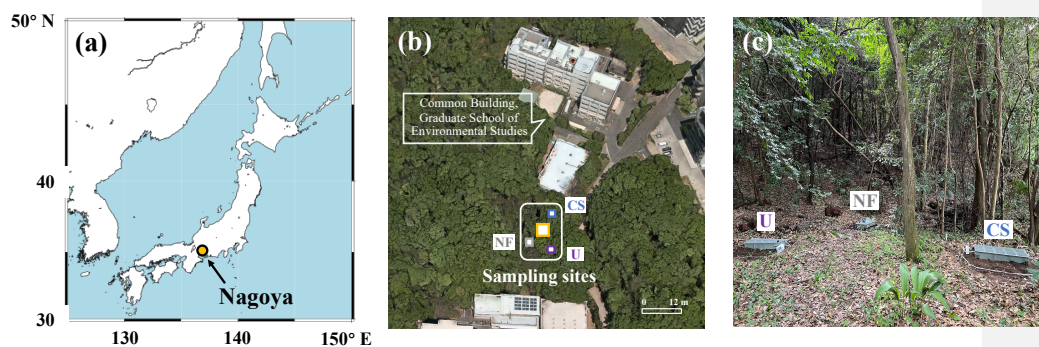 50° N
(a)
40
30
130
140
150° E
Nagoya
(b)
Common Building,
Graduate School of
Environmental Studies
CS
NF
U
Sampling sites
0 12 m
(c)
U
NF
CS